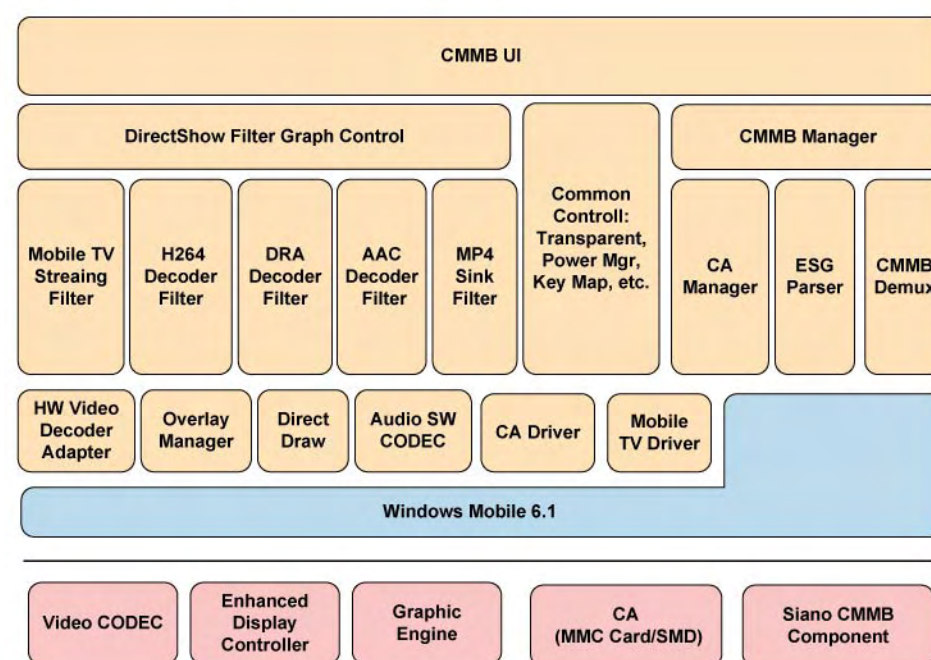 CMMB UI
DirectShow Filter Graph Control
CMMB Manager
Mobile TV
Streaing
Filter
H264
Decoder
Filter
DRA
Decoder
Filter
AAC
Decoder
Filter
MP4
Sink
Filter
Common
Controll:
Transparent,
Power Mgr,
Key Map, etc.
CA
Manager
ESG
Parser
CMMB
Demux
HW Video
Decoder
Adapter
Overlay
Manager
Direct
Draw
Audio SW
CODEC
CA Driver
Mobile
TV Driver
Windows Mobile 6.1
Video CODEC
Enhanced
Display
Controller
Graphic
Engine
CA
(MMC Card/SMD)
Siano CMMB
Component